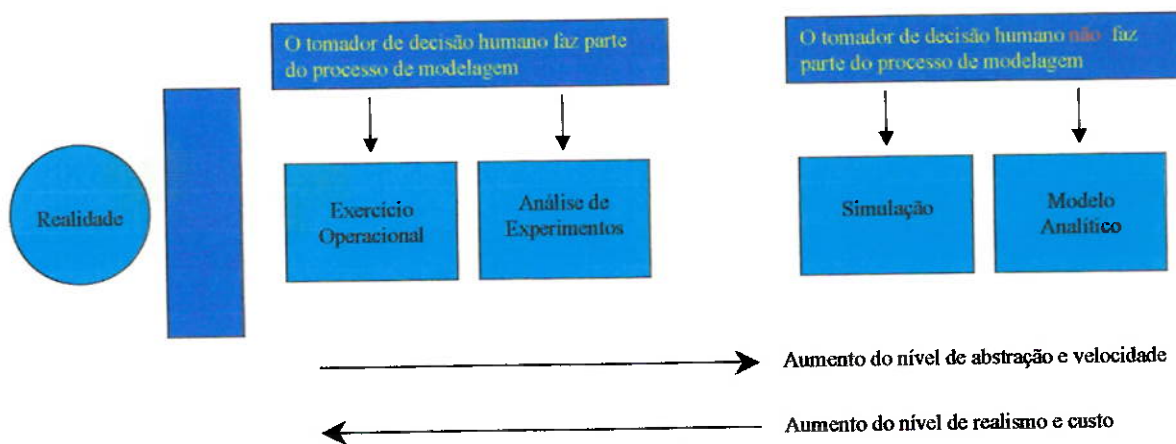 O tomador de decisão humano faz parte
do processo de modelagem
O tomador de decisão humano não faz
parte do processo de modelagem
Realidade
Exercício
Operacional
Análise de
Experimentos
Simulação
Modelo
Analítico
Aumento do nível de abstração e velocidade
Aumento do nível de realismo e custo